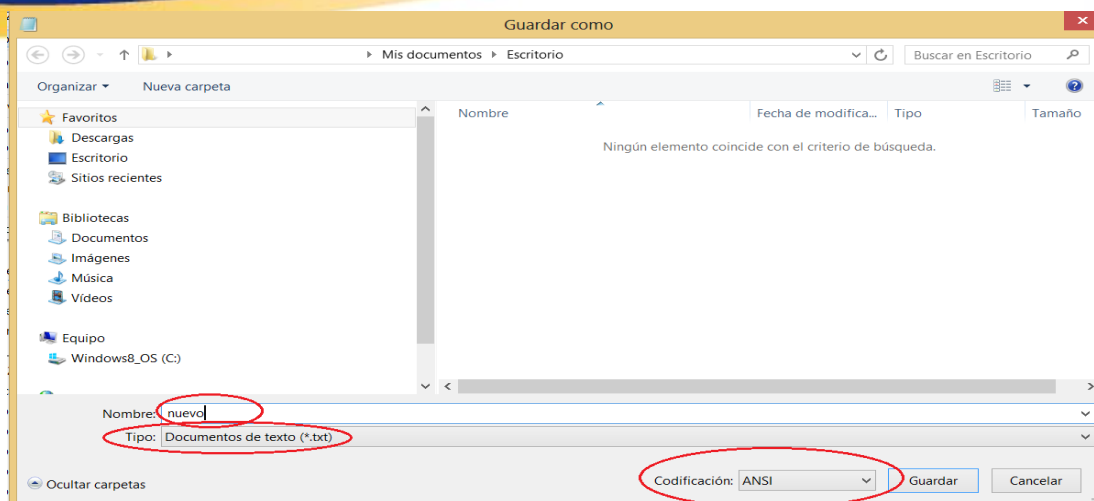 Guardar como
Mis documentos Escritorio Buscar en Escritorio
Organizar Nueva carpeta
Nombre Fecha de modifica... Tipo Tamaño
Ningún elemento coincide con el criterio de búsqueda.
Favoritos
Descargas
Escritorio
Sitios recientes
Bibliotecas
Documentos
Imágenes
Música
Vídeos
Equipo
Windows8_OS (C:)
Nombre: nuevo
Tipo: Documentos de texto (*.txt)
Ocultar carpetas Codificación: ANSI Guardar Cancelar